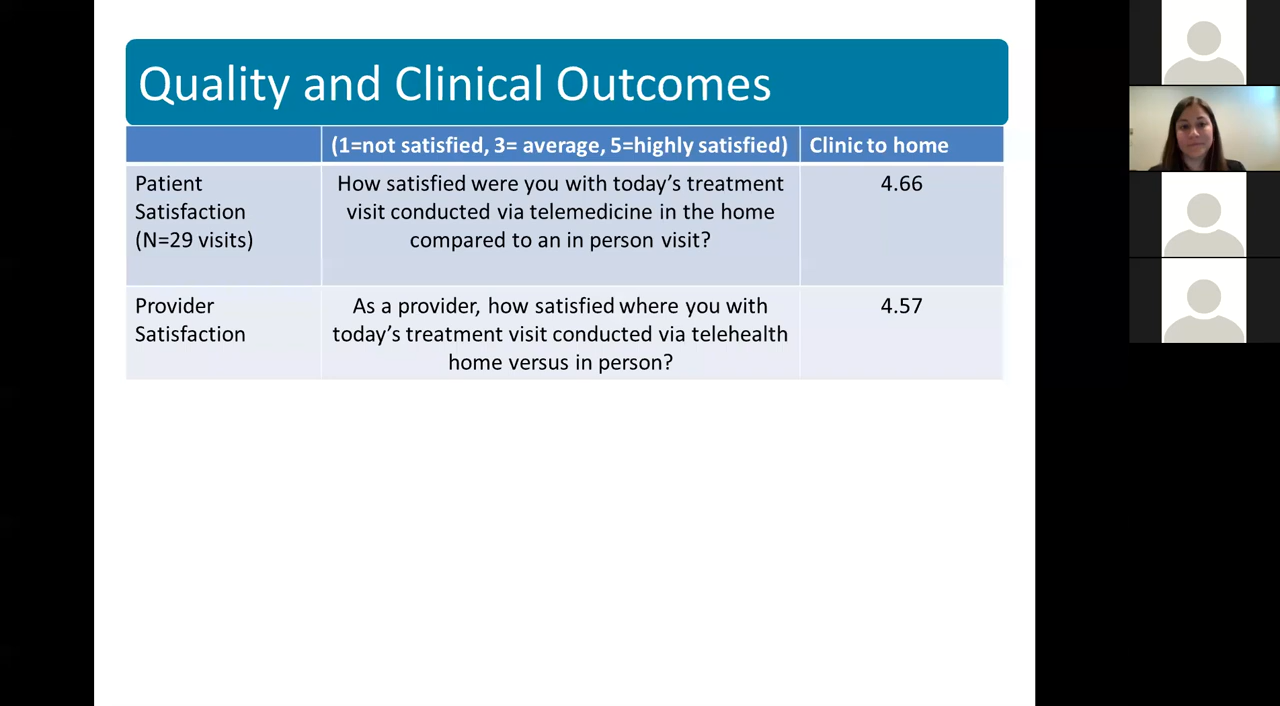 Quality and Clinical Outcomes
(1=not satisfied, 3= average, 5=highly satisfied)
Clinic to home
Patient
Satisfaction
(N=29 visits)
How satisfied were you with today’s treatment
visit conducted via telemedicine in the home
compared to an in person visit?
4.66
Provider
Satisfaction
As a provider, how satisfied where you with
today’s treatment visit conducted via telehealth
home versus in person?
4.57